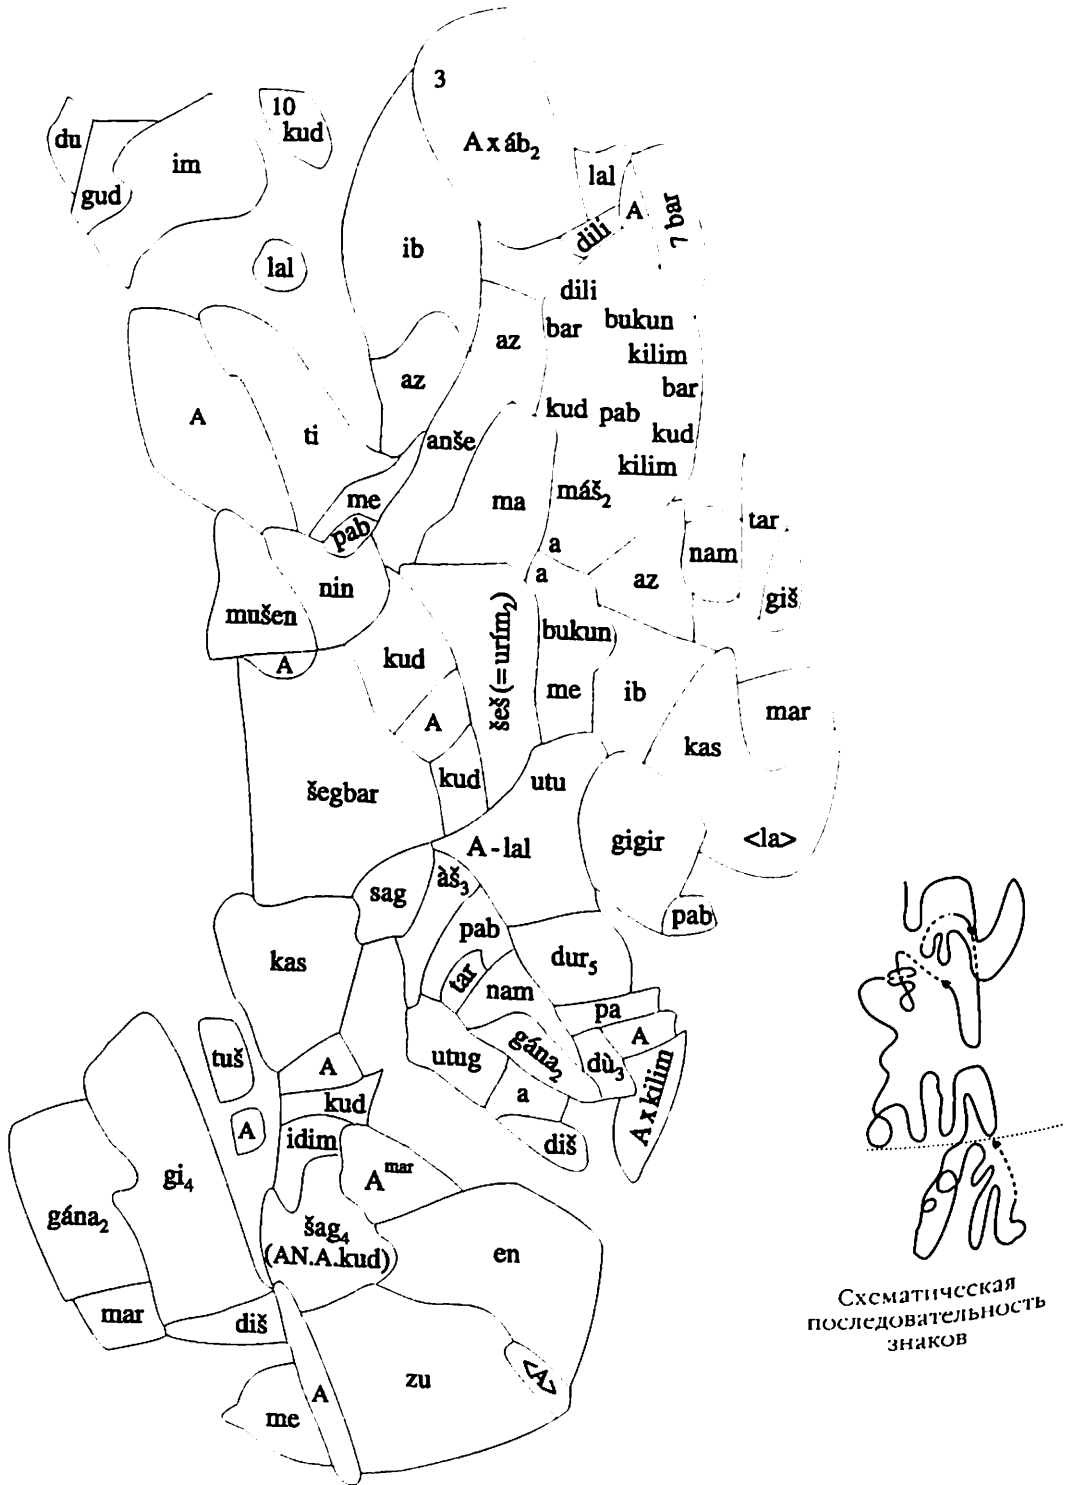 3
10
kud
du
im
A x áb₂
gud
lal
A
7 bar
dili
ib
lal
dili
bar
bukun
az
kilim
az
bar
A
kud pab
ti
anše
kud
kilim
me
ma
máš₂
pab
tar
a
nam
nin
a
az
giš
mušen
bukun
šeš (=urím₂)
A
kud
me
ib
mar
A
kas
kud
utu
šegbar
A - lal
gigir
<la>
sag
àš₃
pab
pab
kas
dur₅
tar
nam
pa
A
tuš
A
utug
gána₂
dù₃
A x kilim
kud
a
A
idim
diš
gi₄
A^mar
gána₂
šag₄
(AN.A.kud)
en
mar
diš
zu
<A>
A
me
Схематическая
последовательность
знаков